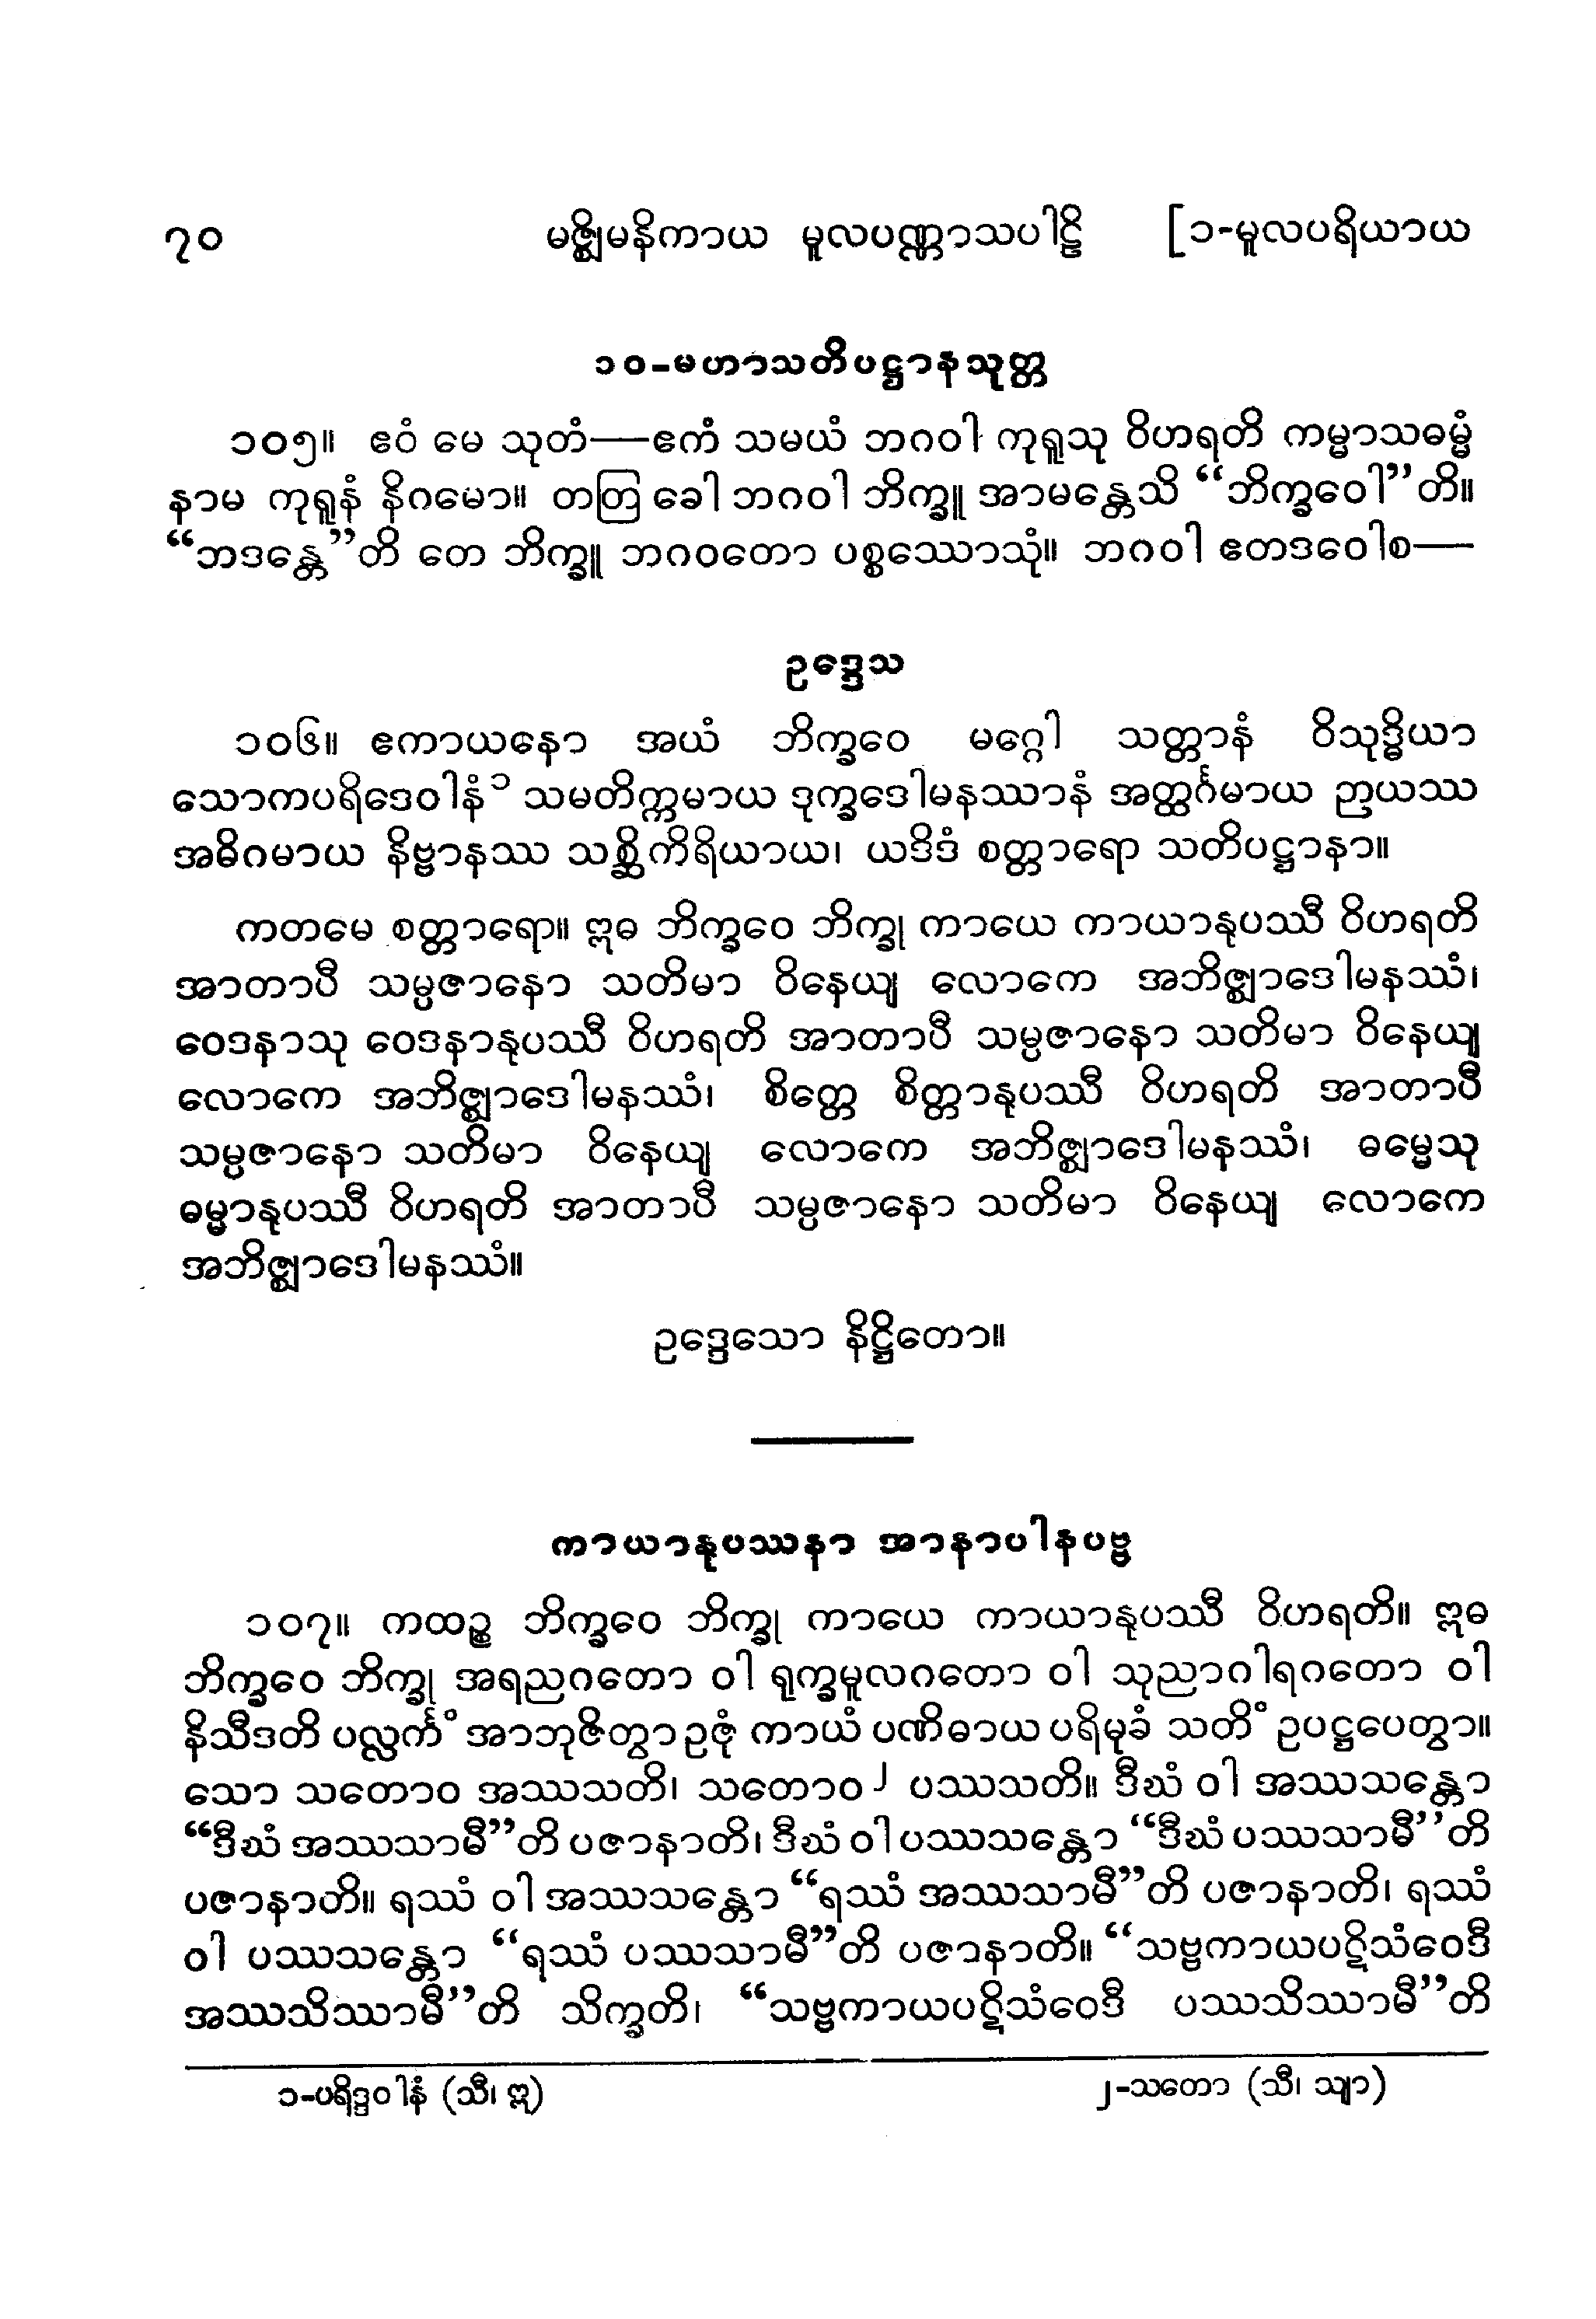 ၇၀ မဇ္ဈိမနိကာယ မူလပဏ္ဏာသပါဠိ [၁-မူလပရိယာယ
၁၀-မဟာသတိပဋ္ဌာနသုတ္တ
၁၀၅။ ဧဝံ မေ သုတံ—ဧကံ သမယံ ဘဂဝါ ကုရူသု ဝိဟရတိ ကမ္မာသဓမ္မံ
နာမ ကုရူနံ နိဂမော။ တတြ ခေါ ဘဂဝါ ဘိက္ခူ အာမန္တေသိ “ဘိက္ခဝေါ”တိ။
“ဘဒန္တေ”တိ တေ ဘိက္ခူ ဘဂဝတော ပစ္စဿောသုံ။ ဘဂဝါ ဧတဒဝေါစ—
ဥဒ္ဒေသ
၁၀၆။ ဧကာယနော အယံ ဘိက္ခဝေ မဂ္ဂေါ သတ္တာနံ ဝိသုဒ္ဓိယာ
သောကပရိဒေဝါနံ၁ သမတိက္ကမာယ ဒုက္ခဒေါမနဿာနံ အတ္ထင်္ဂမာယ ဉာယဿ
အဓိဂမာယ နိဗ္ဗာနဿ သစ္ဆိကိရိယာယ၊ ယဒိဒံ စတ္တာရော သတိပဋ္ဌာနာ။
ကတမေ စတ္တာရော။ ဣဓ ဘိက္ခဝေ ဘိက္ခု ကာယေ ကာယာနုပဿီ ဝိဟရတိ
အာတာပီ သမ္ပဇာနော သတိမာ ဝိနေယျ လောကေ အဘိဇ္ဈာဒေါမနဿံ၊
ဝေဒနာသု ဝေဒနာနုပဿီ ဝိဟရတိ အာတာပီ သမ္ပဇာနော သတိမာ ဝိနေယျ
လောကေ အဘိဇ္ဈာဒေါမနဿံ၊ စိတ္တေ စိတ္တာနုပဿီ ဝိဟရတိ အာတာပီ
သမ္ပဇာနော သတိမာ ဝိနေယျ လောကေ အဘိဇ္ဈာဒေါမနဿံ၊ ဓမ္မေသု
ဓမ္မာနုပဿီ ဝိဟရတိ အာတာပီ သမ္ပဇာနော သတိမာ ဝိနေယျ လောကေ
အဘိဇ္ဈာဒေါမနဿံ။
ဥဒ္ဒေသော နိဋ္ဌိတော။
ကာယာနုပဿနာ အာနာပါနပဗ္ဗ
၁၀၇။ ကထဉ္စ ဘိက္ခဝေ ဘိက္ခု ကာယေ ကာယာနုပဿီ ဝိဟရတိ။ ဣဓ
ဘိက္ခဝေ ဘိက္ခု အရညဂတော ဝါ ရုက္ခမူလဂတော ဝါ သုညာဂါရဂတော ဝါ
နိသီဒတိ ပလ္လင်္ကံ အာဘုဇိတွာ ဥဇုံ ကာယံ ပဏိဓာယ ပရိမုခံ သတိံ ဥပဋ္ဌပေတွာ။
သော သတောဝ အဿသတိ၊ သတောဝ၂ ပဿသတိ။ ဒီဃံ ဝါ အဿသန္တော
“ဒီဃံ အဿသာမီ”တိ ပဇာနာတိ၊ ဒီဃံ ဝါ ပဿသန္တော “ဒီဃံ ပဿသာမီ”တိ
ပဇာနာတိ။ ရဿံ ဝါ အဿသန္တော “ရဿံ အဿသာမီ”တိ ပဇာနာတိ၊ ရဿံ
ဝါ ပဿသန္တော “ရဿံ ပဿသာမီ”တိ ပဇာနာတိ။ “သဗ္ဗကာယပဋိသံဝေဒီ
အဿသိဿာမီ”တိ သိက္ခတိ၊ “သဗ္ဗကာယပဋိသံဝေဒီ ပဿသိဿာမီ”တိ
၁-ပရိဒ္ဒဝါနံ (သီ၊ ဣ) ၂-သတော (သီ၊ သျာ)